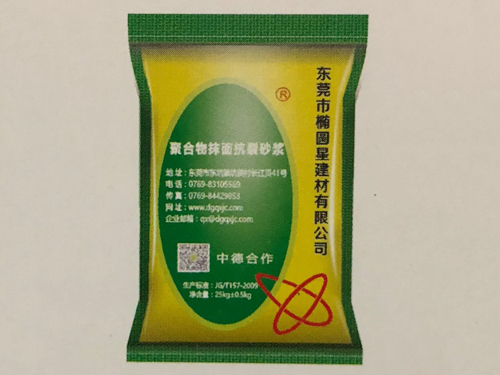 ®
聚合物抹面抗裂砂浆
电话：0769-83105569
传真：0769-84429853
网址：www.dgqxjc.com
企业邮箱：qx@dgqxjc.com
中德合作
生产标准：JG/T157-2009
净含量：25kg±0.5kg
东莞市椭圆星建材有限公司